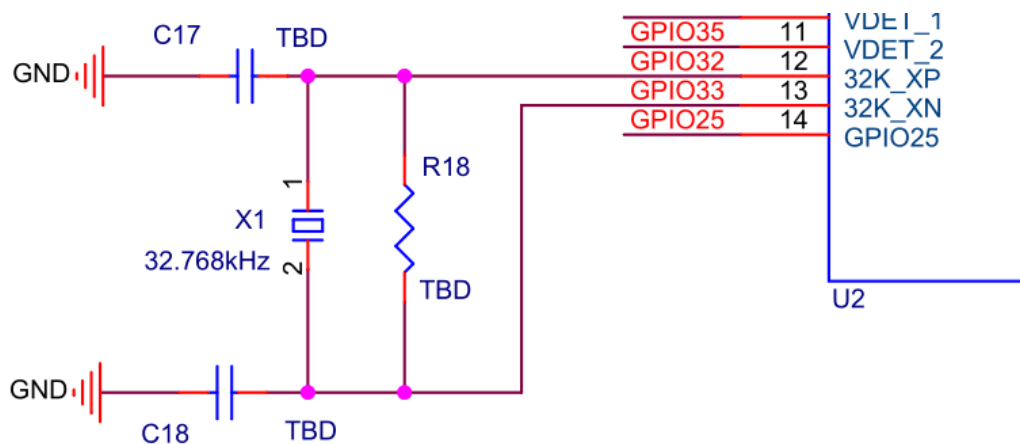 C17
TBD
GND
GPIO35
11
VDET_1
GPIO32
12
VDET_2
GPIO33
13
32K_XP
GPIO25
14
32K_XN
GPIO25
R18
1
X1
32.768kHz
2
TBD
U2
GND
C18
TBD